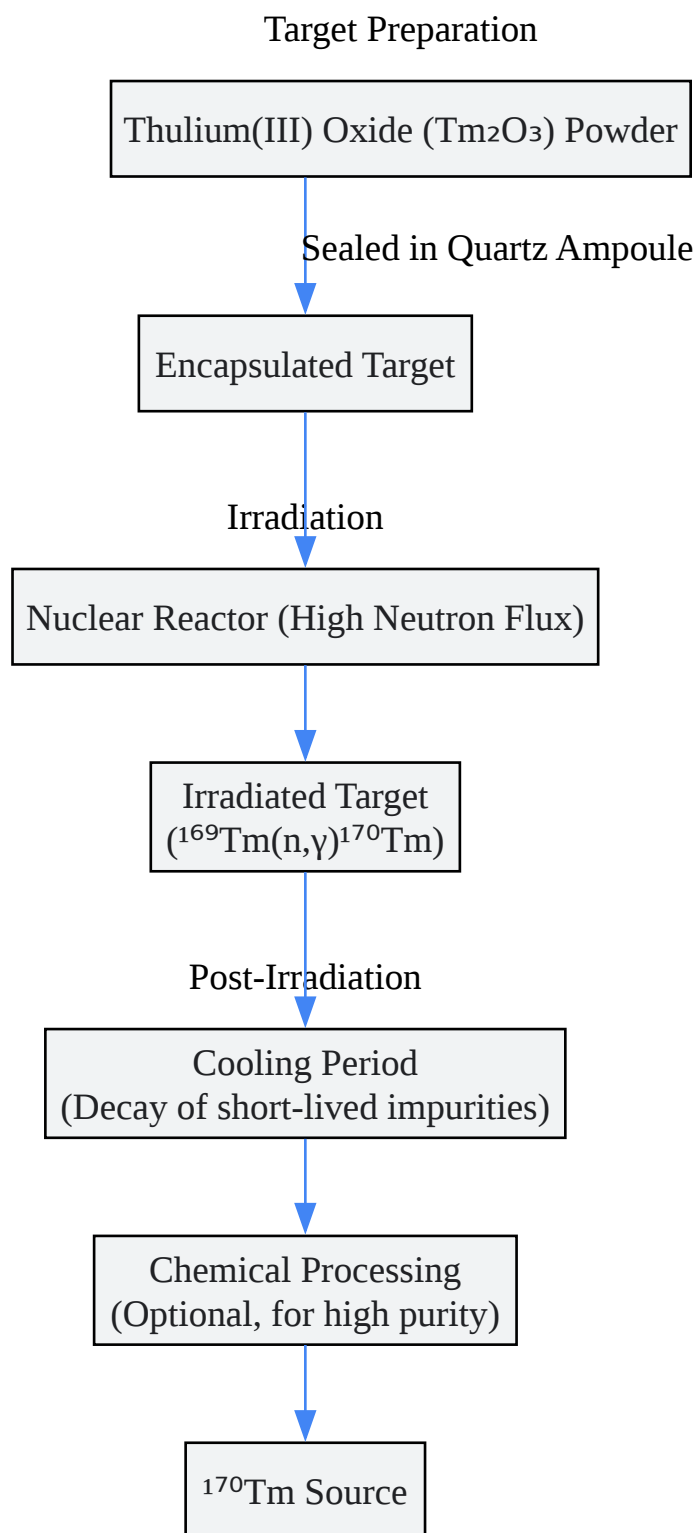 Target Preparation
Thulium(III) Oxide (Tm₂O₃) Powder
Sealed in Quartz Ampoule
Encapsulated Target
Irradiation
Nuclear Reactor (High Neutron Flux)
Irradiated Target
(¹⁶⁹Tm(n,γ)¹⁷⁰Tm)
Post-Irradiation
Cooling Period
(Decay of short-lived impurities)
Chemical Processing
(Optional, for high purity)
¹⁷⁰Tm Source